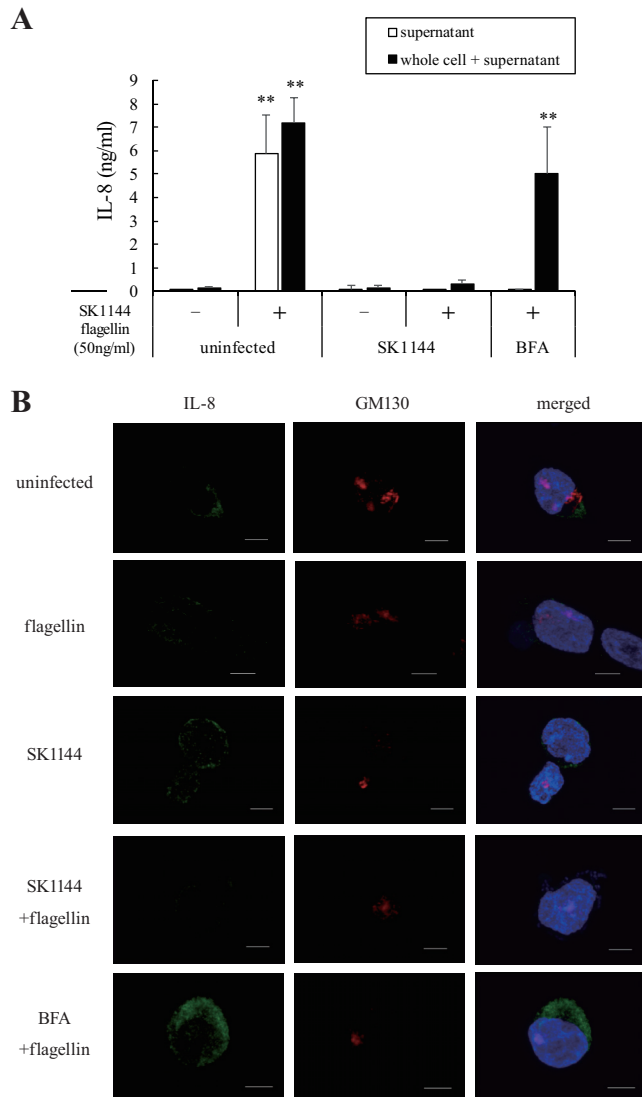 A
supernatant
whole cell + supernatant
IL-8 (ng/ml)
9
8
7
6
5
4
3
2
1
0
** **
**
SK1144
flagellin
(50ng/ml)
− + − + +
uninfected SK1144 BFA
B
IL-8 GM130 merged
uninfected
flagellin
SK1144
SK1144
+flagellin
BFA
+flagellin